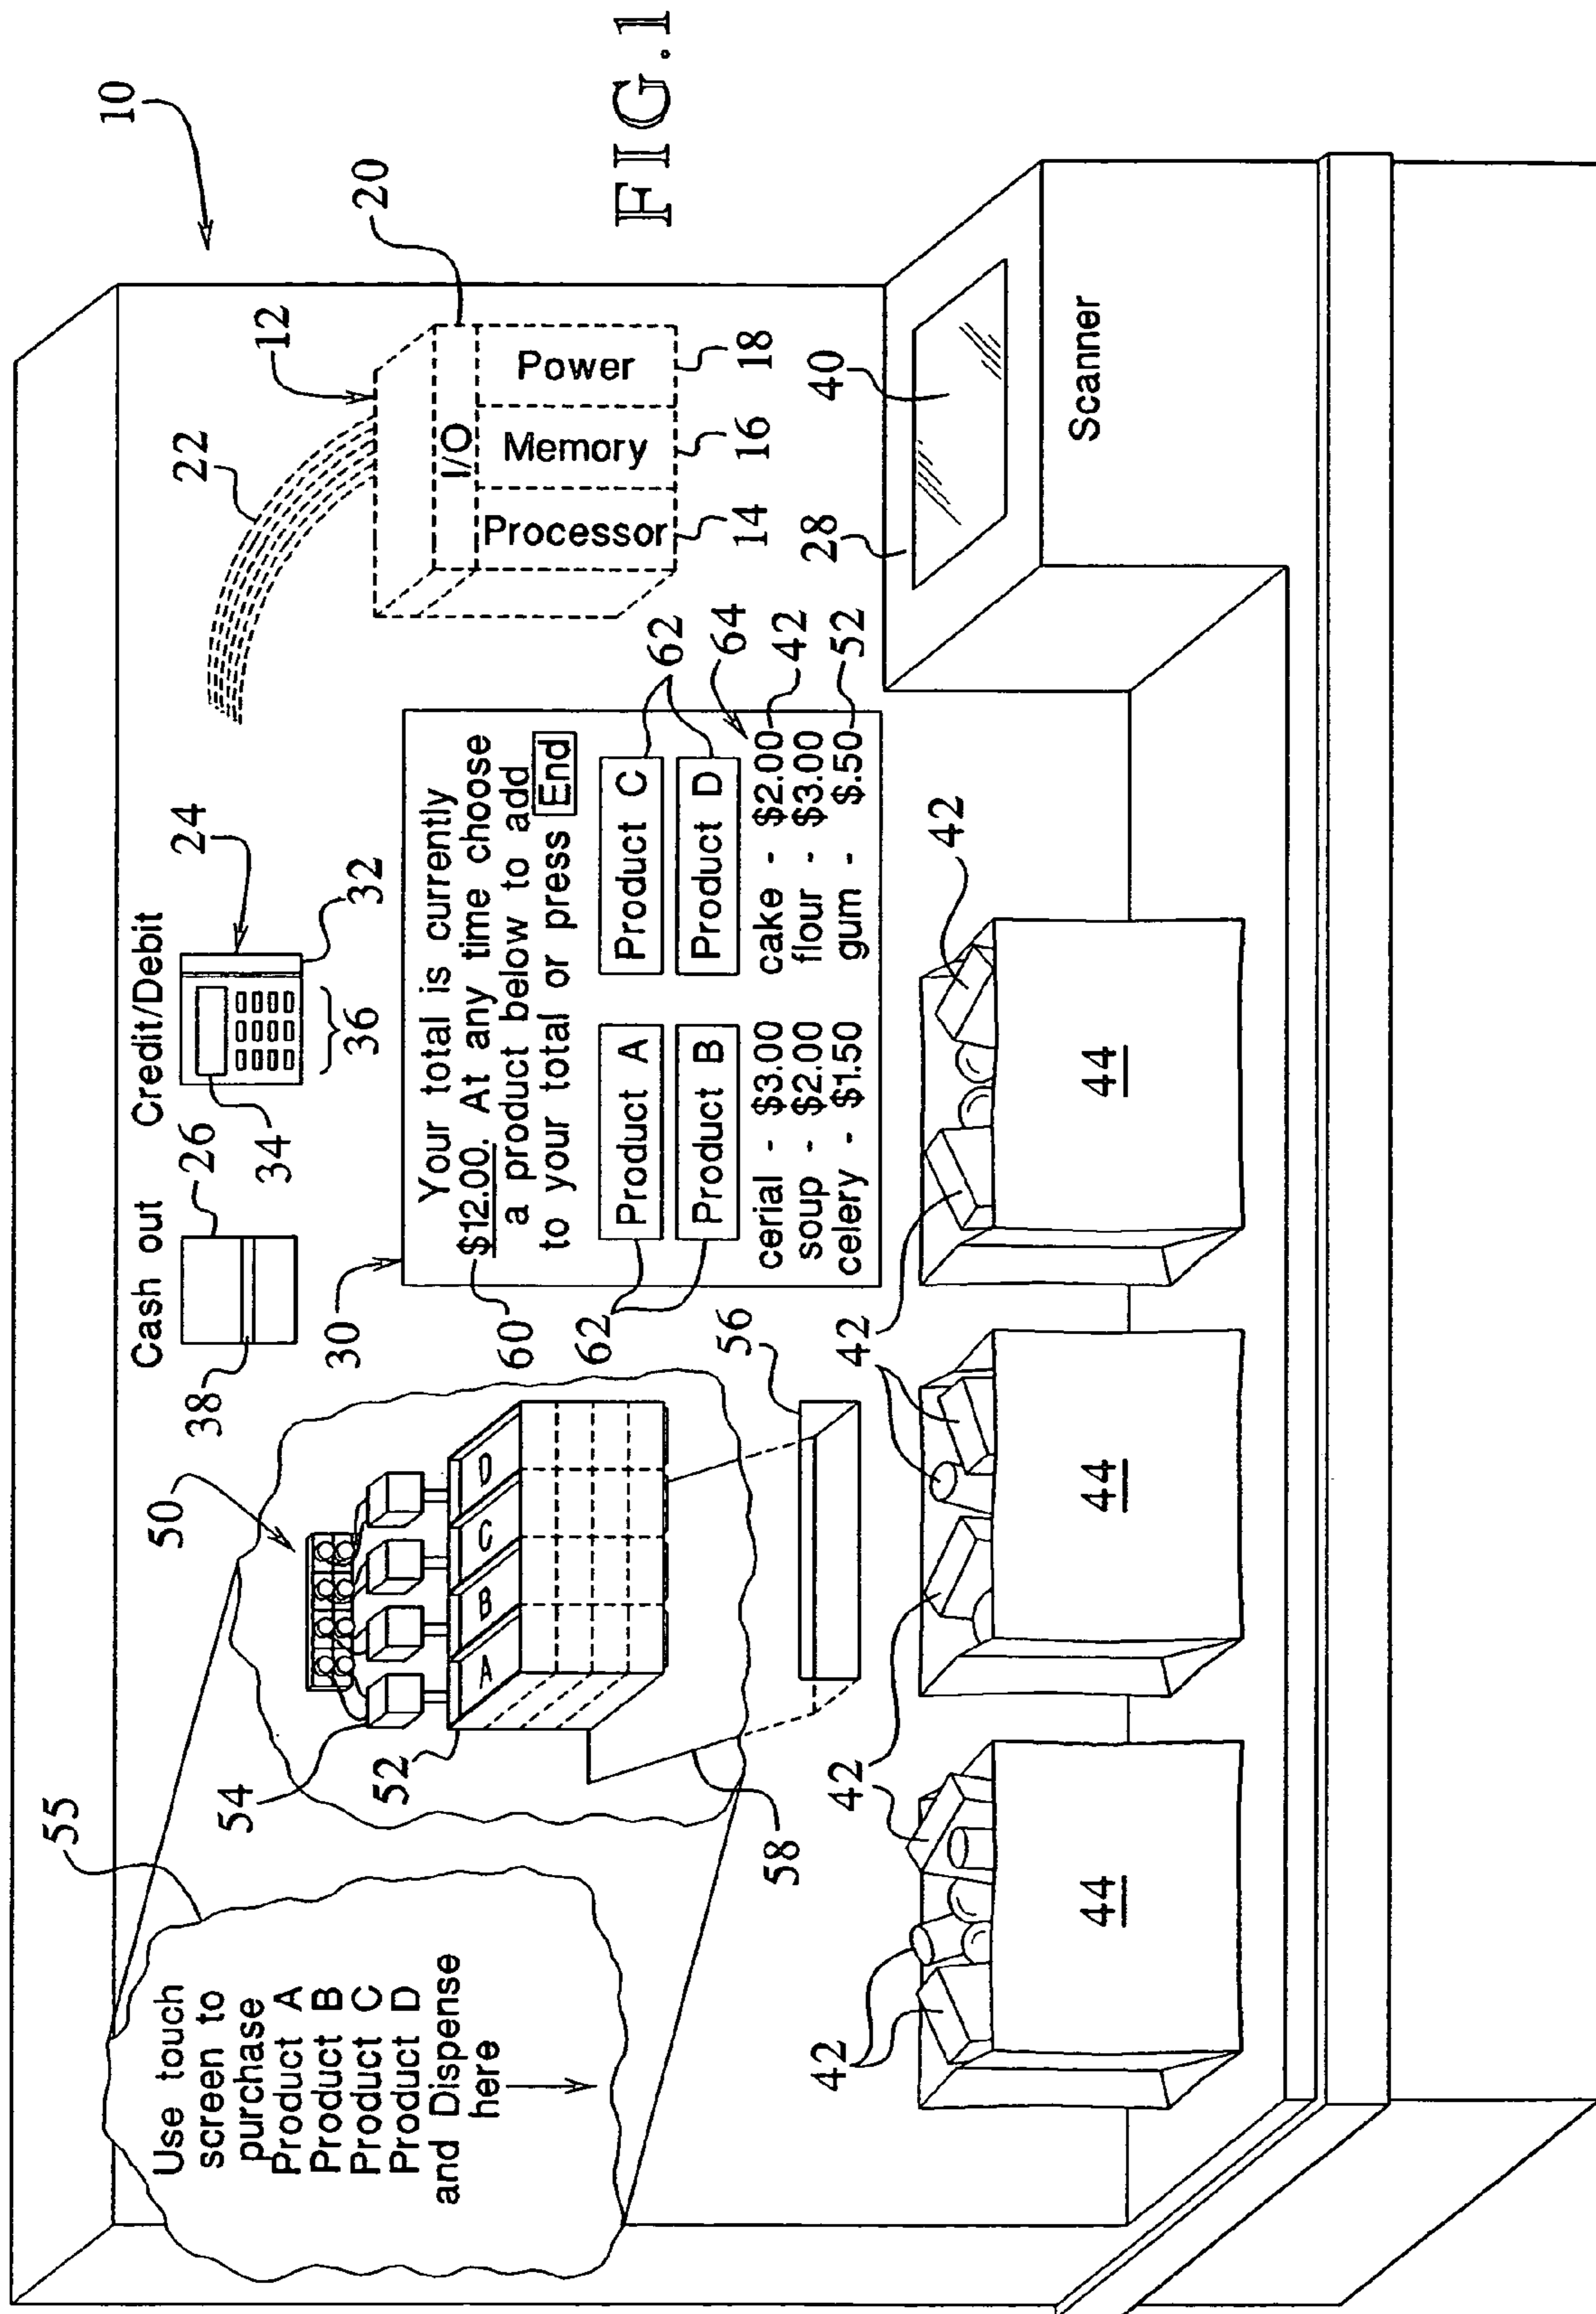 FIG.1
10
55
Use touch
screen to
purchase
Product A
Product B
Product C
Product D
and Dispense
here
50
54
52
A B C D
58
56
Cash out
26
38
Credit/Debit
24
34
32
36
22
12
20
I/O
Processor
Memory
Power
14
16
18
30
Your total is currently
$12.00. At any time choose
a product below to add
to your total or press End
60
Product A Product C
Product B Product D
62
62
64
cerial - $3.00 cake - $2.00
soup - $2.00 flour - $3.00
celery - $1.50 gum - $.50
42
52
28
40
Scanner
42
42
42
42
42
44
44
44